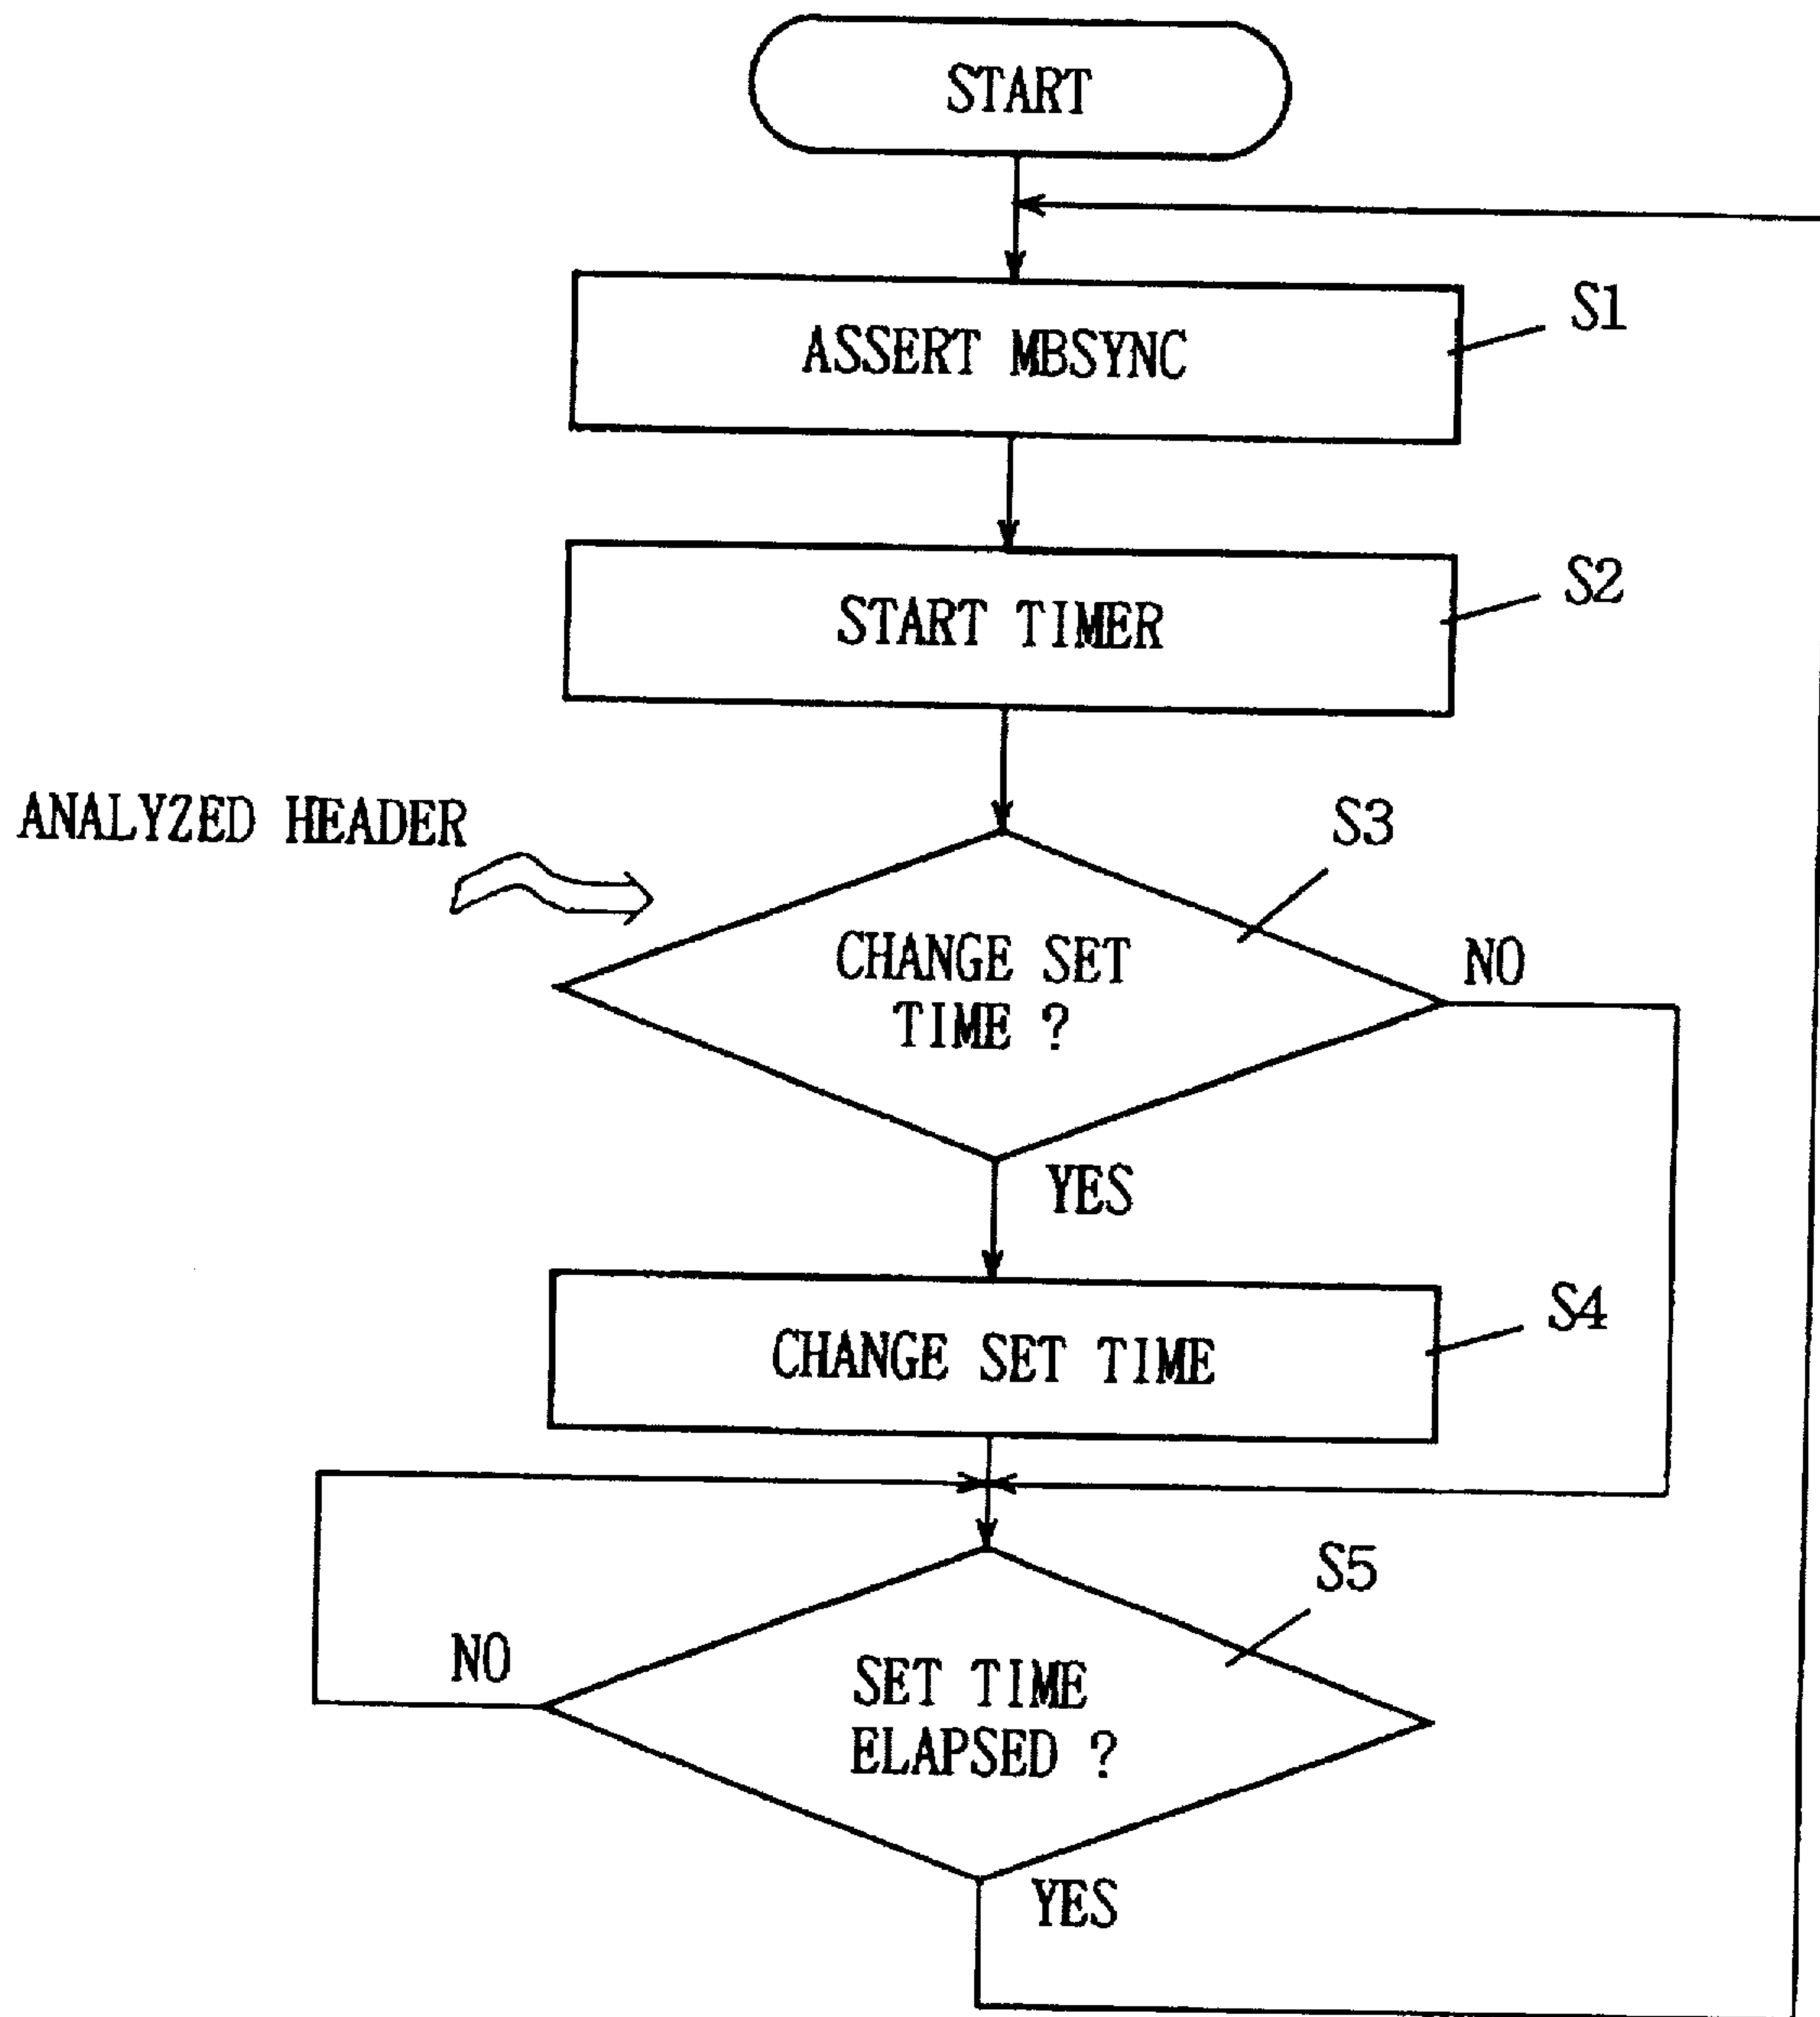 START
ASSERT MBSYNC
S1
START TIMER
S2
ANALYZED HEADER
S3
CHANGE SET
TIME ?
NO
YES
CHANGE SET TIME
S4
S5
NO
SET TIME
ELAPSED ?
YES